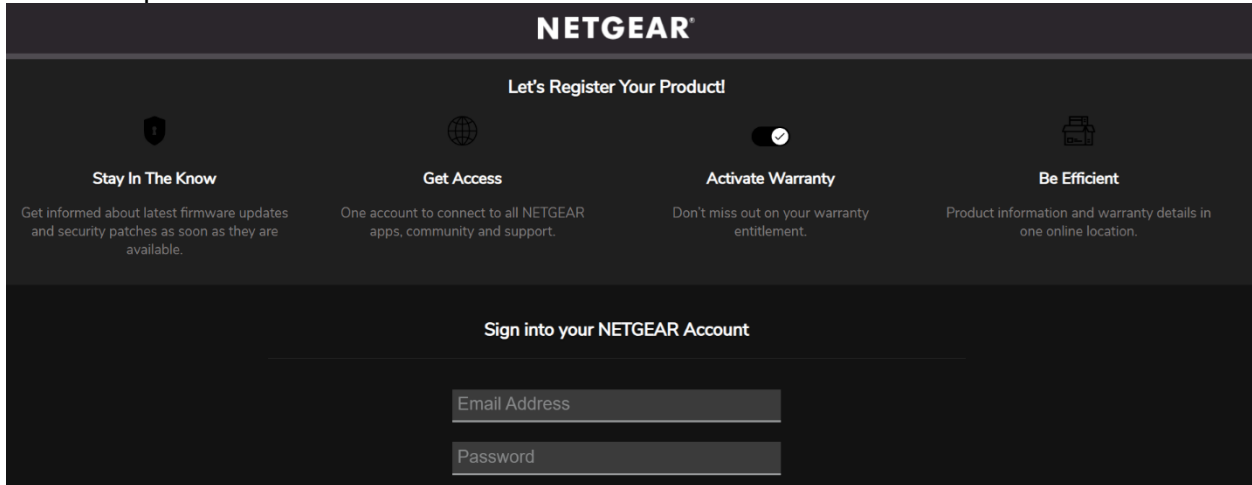 NETGEAR®
Let's Register Your Product!
Stay In The Know
Get informed about latest firmware updates
and security patches as soon as they are
available.
Get Access
One account to connect to all NETGEAR
apps, community and support.
Activate Warranty
Don't miss out on your warranty
entitlement.
Be Efficient
Product information and warranty details in
one online location.
Sign into your NETGEAR Account
Email Address
Password